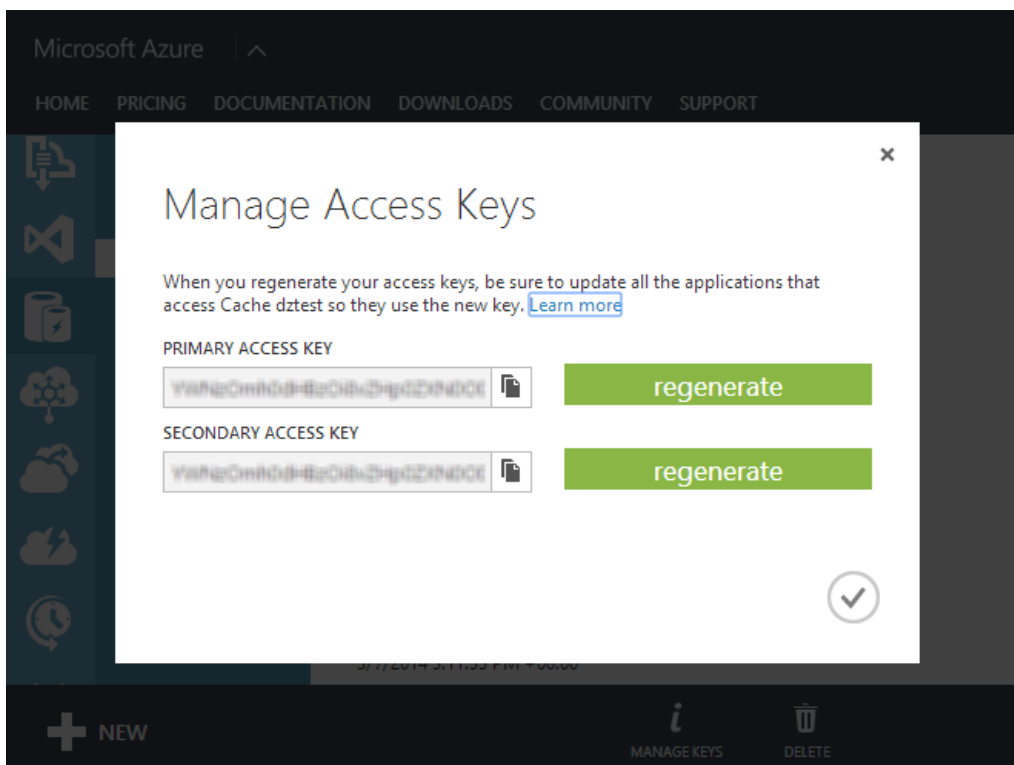 Microsoft Azure
HOME PRICING DOCUMENTATION DOWNLOADS COMMUNITY SUPPORT
Manage Access Keys
When you regenerate your access keys, be sure to update all the applications that
access Cache dztest so they use the new key. Learn more
PRIMARY ACCESS KEY
regenerate
SECONDARY ACCESS KEY
regenerate
NEW
MANAGE KEYS
DELETE